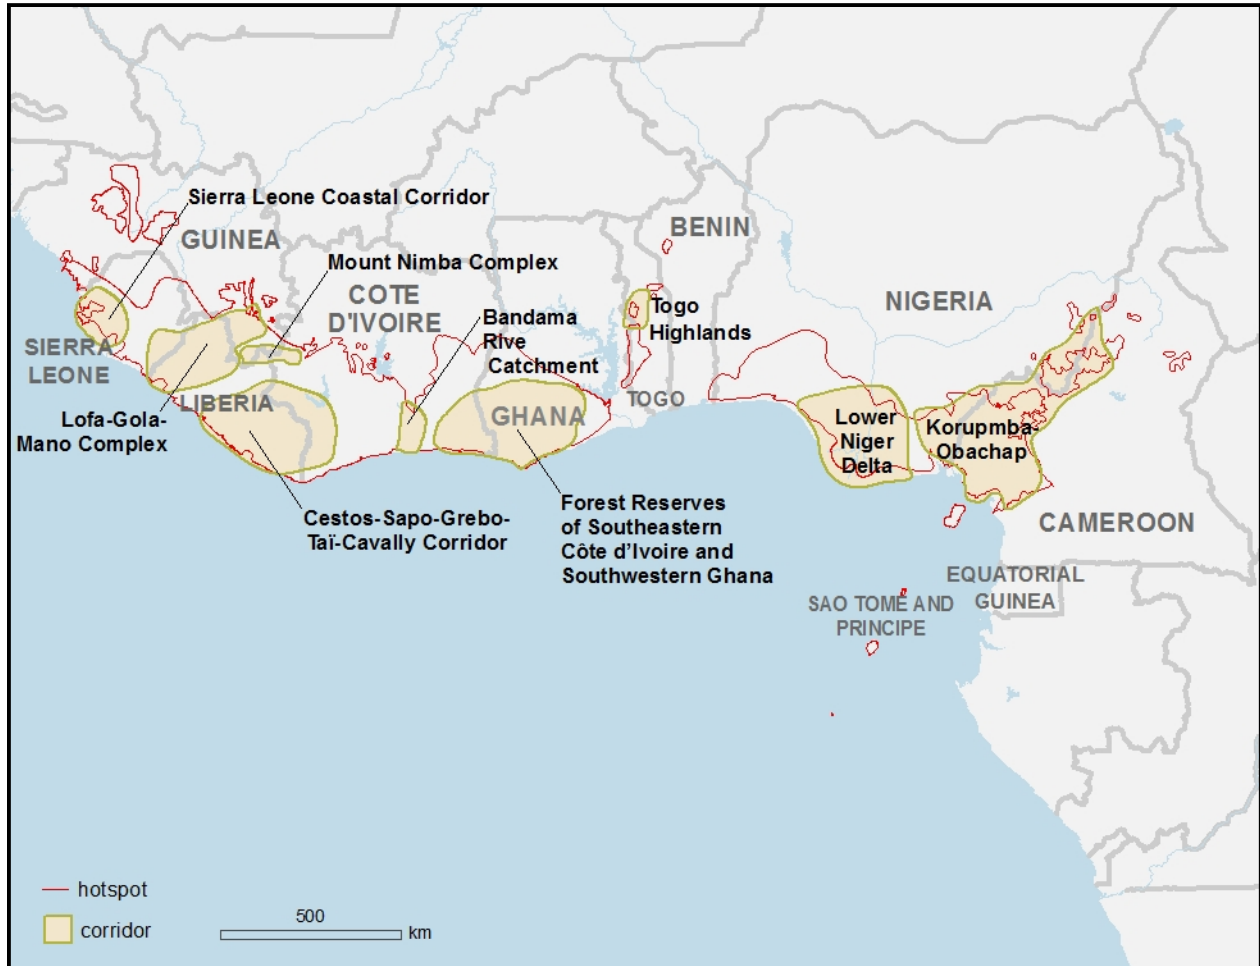 Sierra Leone Coastal Corridor
GUINEA
BENIN
Mount Nimba Complex
COTE
D'IVOIRE
NIGERIA
Bandama
Rive
Catchment
Togo
Highlands
SIERRA
LEONE
LIBERIA
TOGO
GHANA
Lofa-Gola-
Mano Complex
Lower
Niger
Delta
Korupmba-
Obachap
Cestos-Sapo-Grebo-
Taï-Cavally Corridor
Forest Reserves
of Southeastern
Côte d'Ivoire and
Southwestern Ghana
CAMEROON
EQUATORIAL
GUINEA
SAO TOME AND
PRINCIPE
hotspot
corridor
500
km